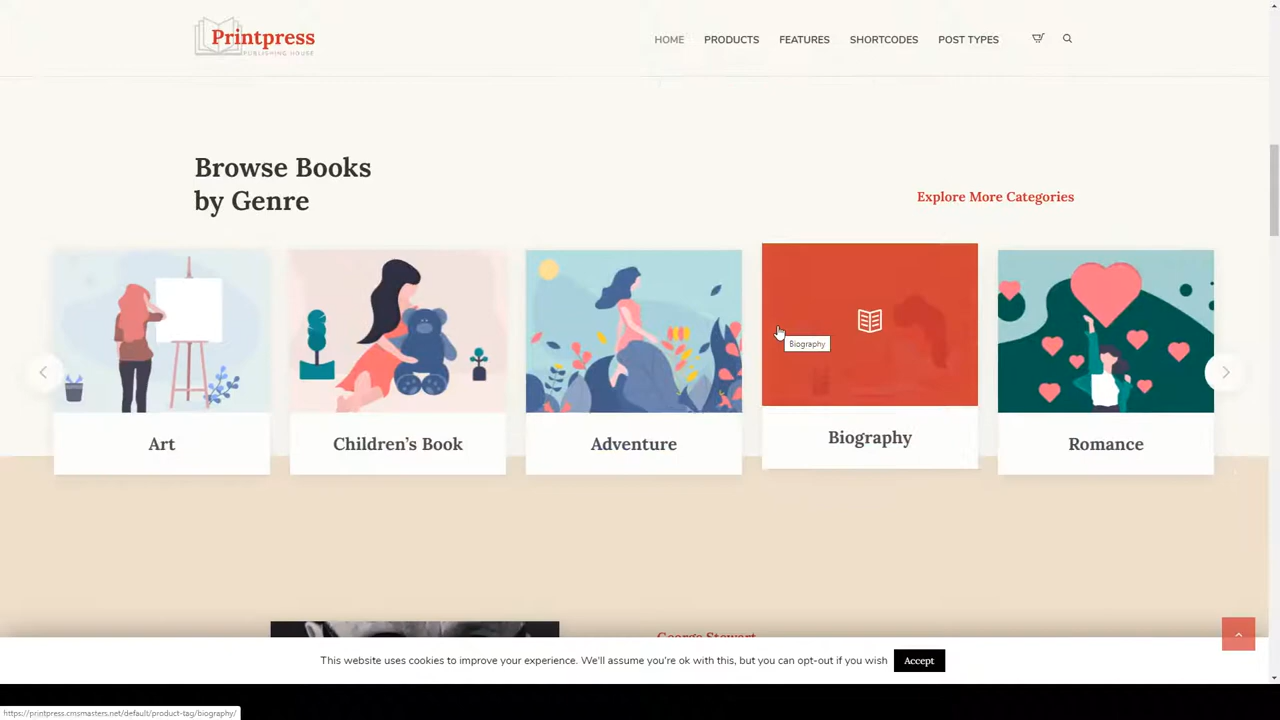 Printpress
PUBLISHING HOUSE
HOME PRODUCTS FEATURES SHORTCODES POST TYPES
Browse Books
by Genre
Explore More Categories
Biography
Art Children's Book Adventure Biography Romance
George Stewart
This website uses cookies to improve your experience. We'll assume you're ok with this, but you can opt-out if you wish Accept
https://printpress.cmsmasters.net/default/product-tag/biography/